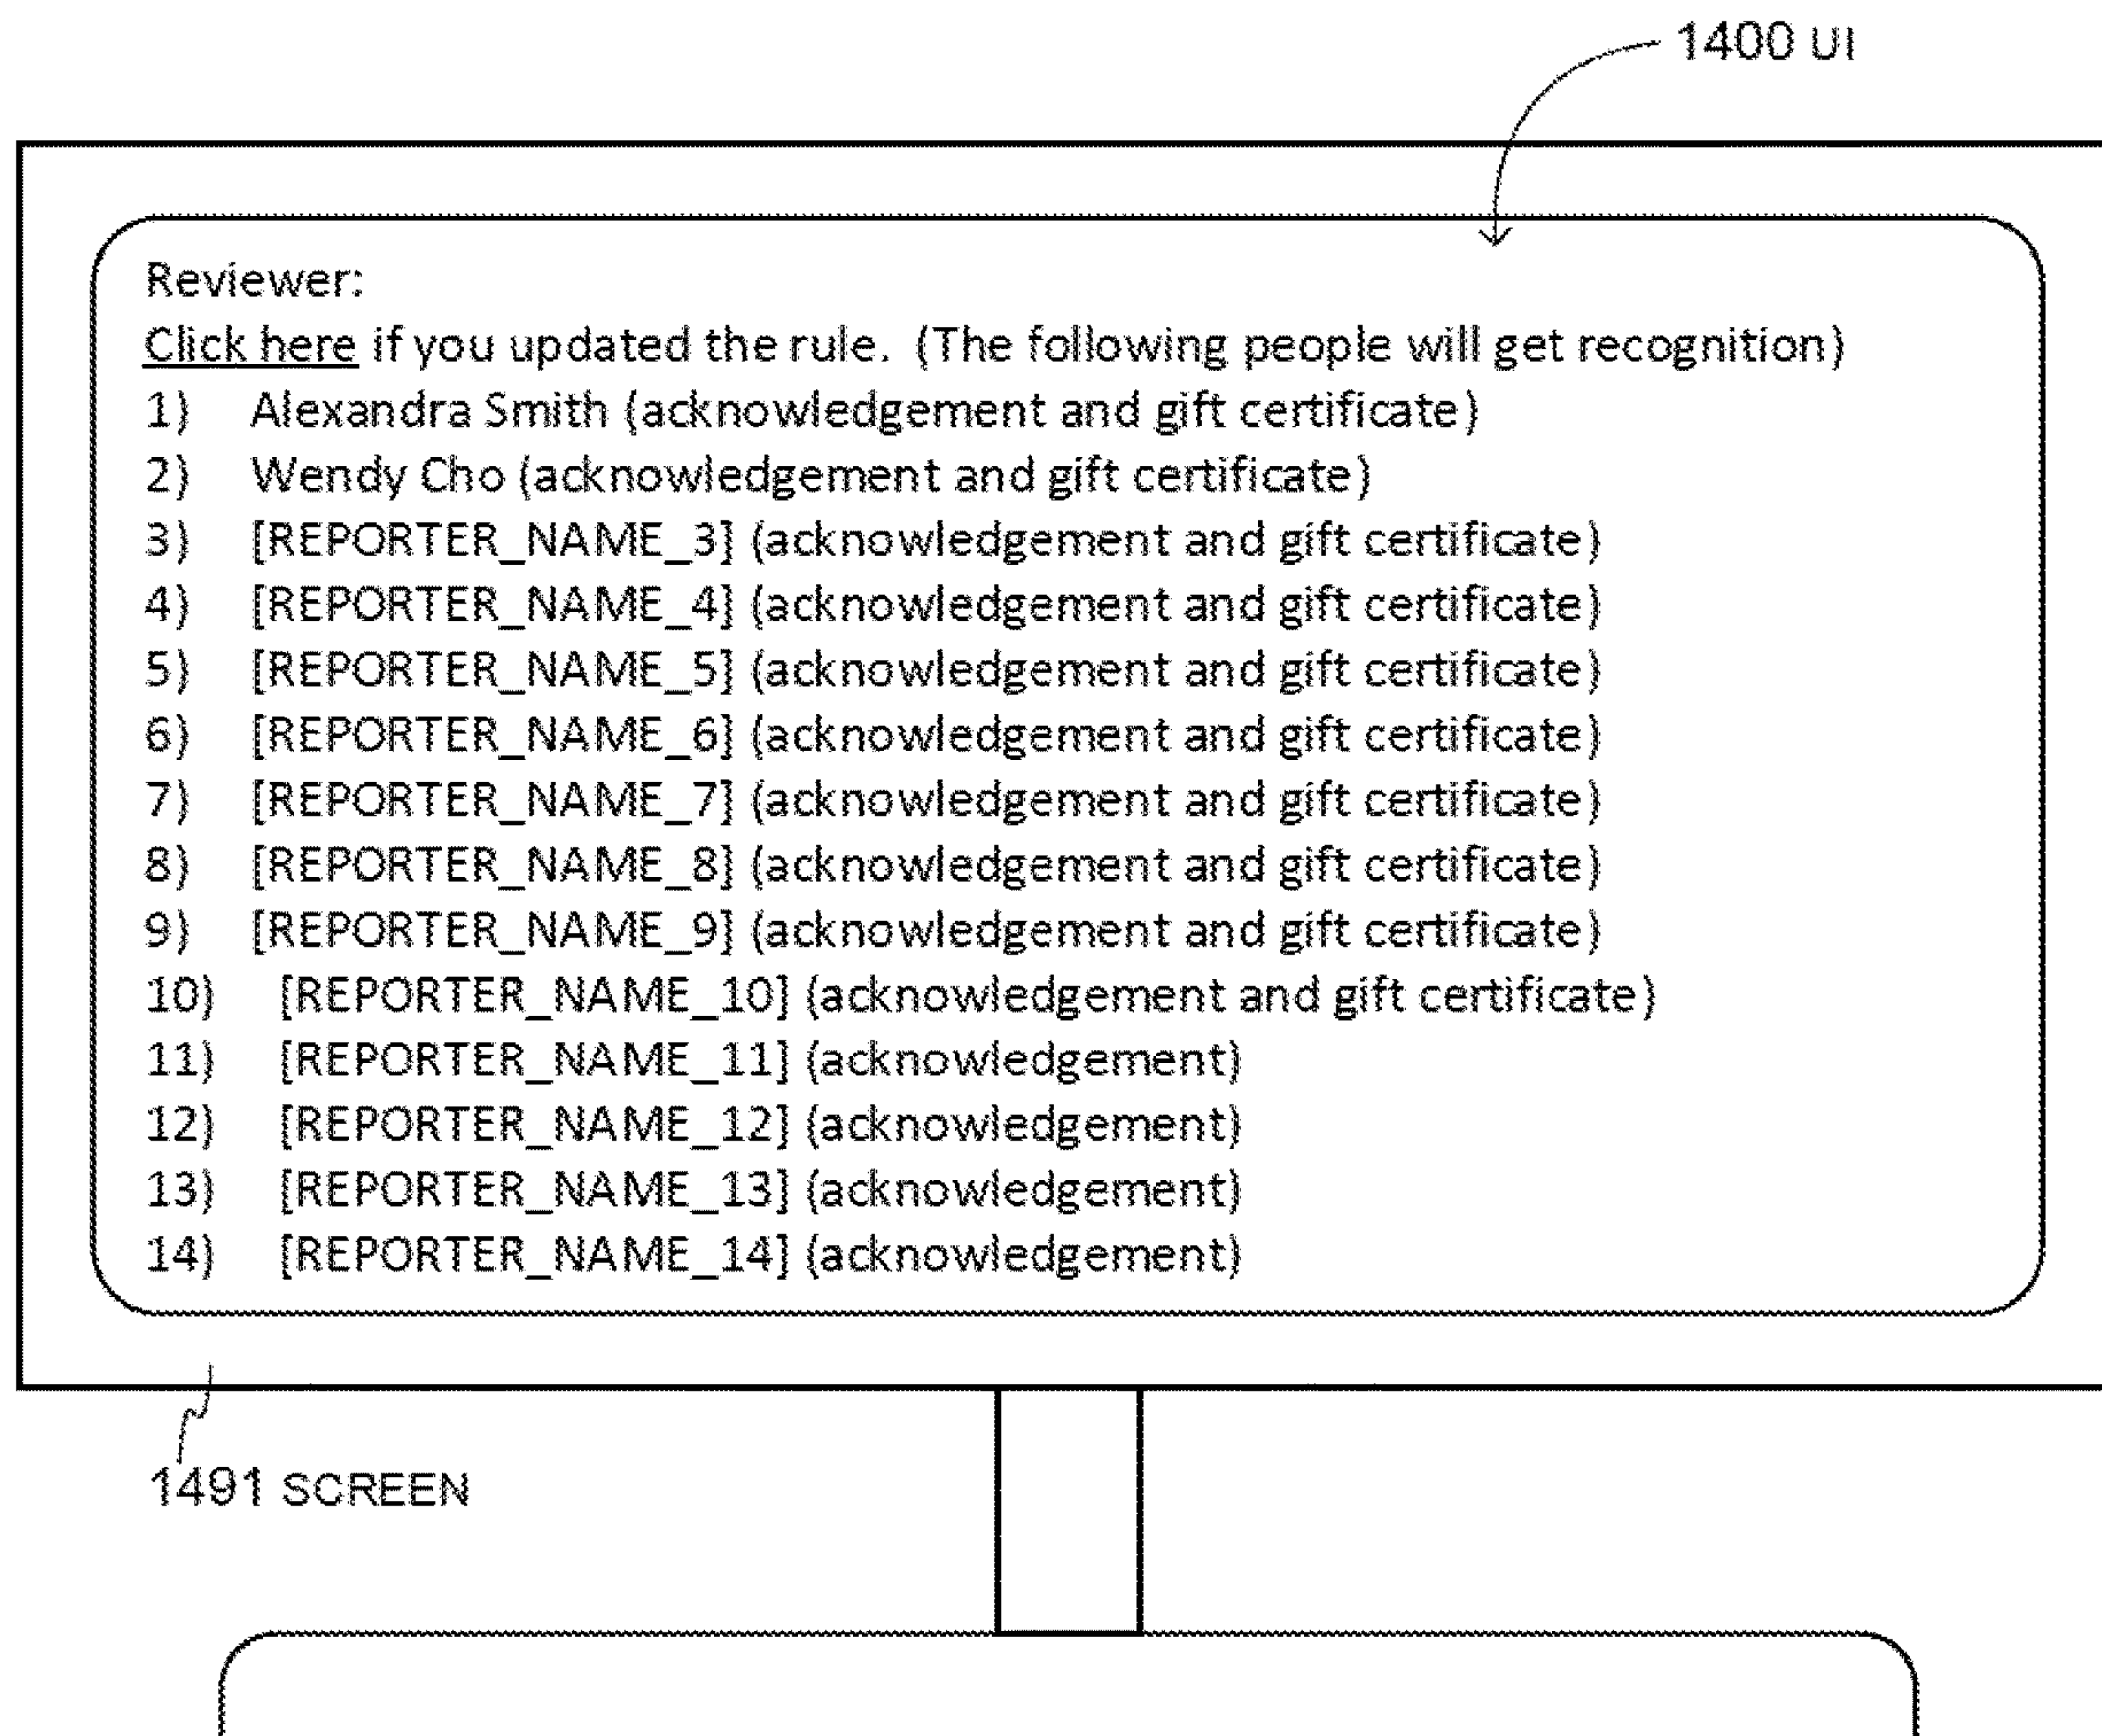 1400 UI
Reviewer:
Click here if you updated the rule.  (The following people will get recognition)
1) Alexandra Smith (acknowledgement and gift certificate)
2) Wendy Cho (acknowledgement and gift certificate)
3) [REPORTER_NAME_3] (acknowledgement and gift certificate)
4) [REPORTER_NAME_4] (acknowledgement and gift certificate)
5) [REPORTER_NAME_5] (acknowledgement and gift certificate)
6) [REPORTER_NAME_6] (acknowledgement and gift certificate)
7) [REPORTER_NAME_7] (acknowledgement and gift certificate)
8) [REPORTER_NAME_8] (acknowledgement and gift certificate)
9) [REPORTER_NAME_9] (acknowledgement and gift certificate)
10) [REPORTER_NAME_10] (acknowledgement and gift certificate)
11) [REPORTER_NAME_11] (acknowledgement)
12) [REPORTER_NAME_12] (acknowledgement)
13) [REPORTER_NAME_13] (acknowledgement)
14) [REPORTER_NAME_14] (acknowledgement)
1491 SCREEN